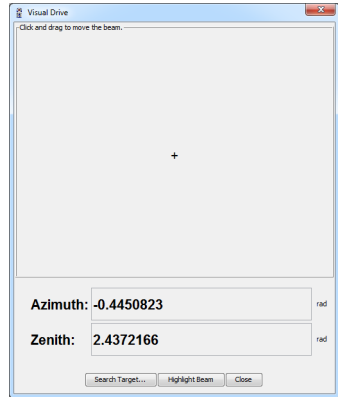 Visual Drive
Click and drag to move the beam.
+
Azimuth: -0.4450823 rad
Zenith: 2.4372166 rad
Search Target... Highlight Beam Close